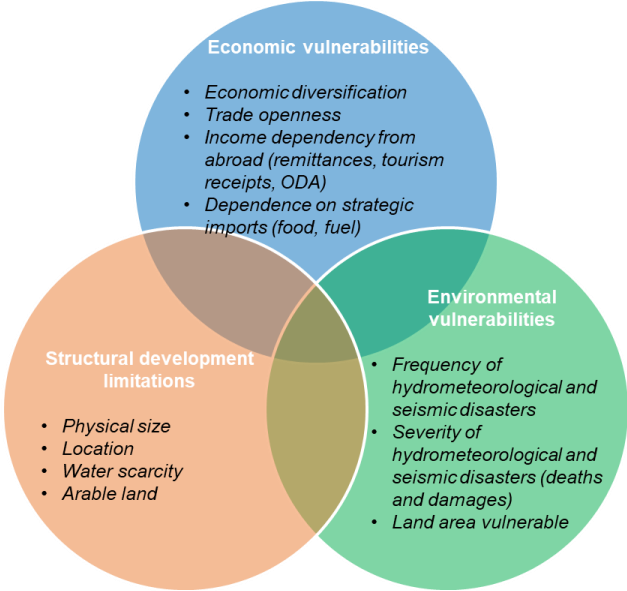 Economic vulnerabilities
• Economic diversification
• Trade openness
• Income dependency from
abroad (remittances, tourism
receipts, ODA)
• Dependence on strategic
imports (food, fuel)
Environmental
vulnerabilities
• Frequency of
hydrometeorological and
seismic disasters
• Severity of
hydrometeorological and
seismic disasters (deaths
and damages)
• Land area vulnerable
Structural development
limitations
• Physical size
• Location
• Water scarcity
• Arable land